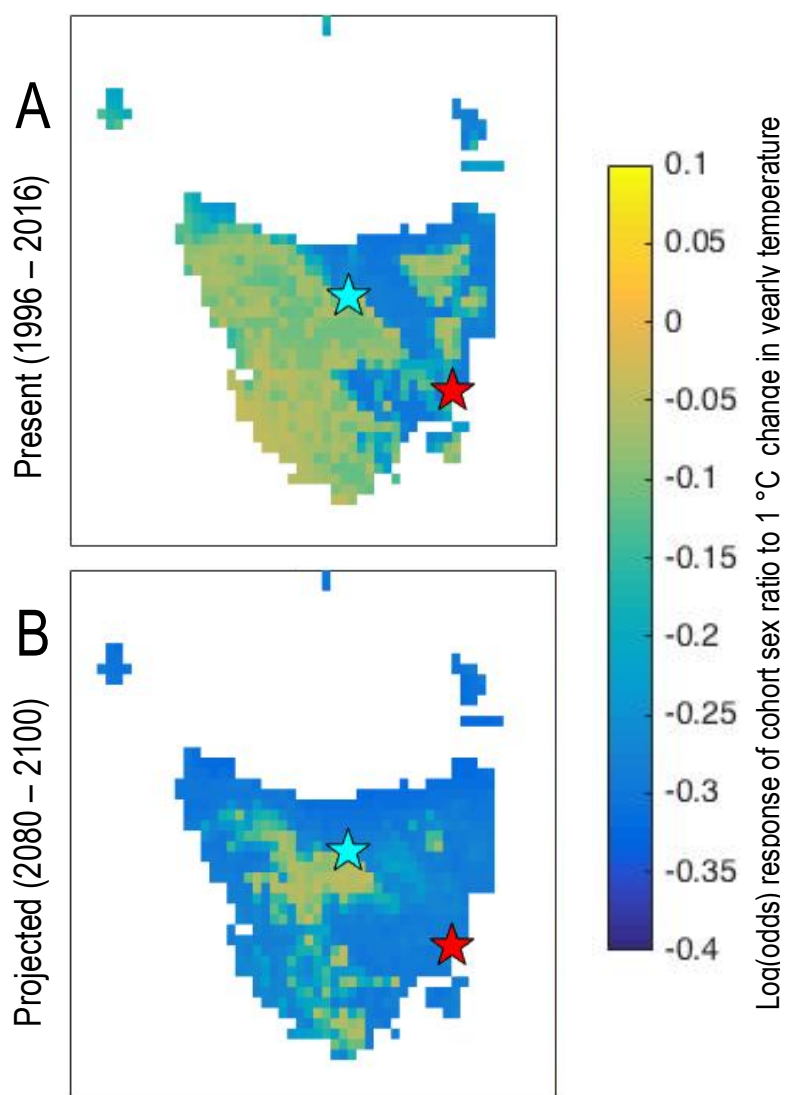 A
Present (1996 – 2016)
B
Projected (2080 – 2100)
0.1
0.05
0
-0.05
-0.1
-0.15
-0.2
-0.25
-0.3
-0.35
-0.4
Log(odds) response of cohort sex ratio to 1 °C change in yearly temperature